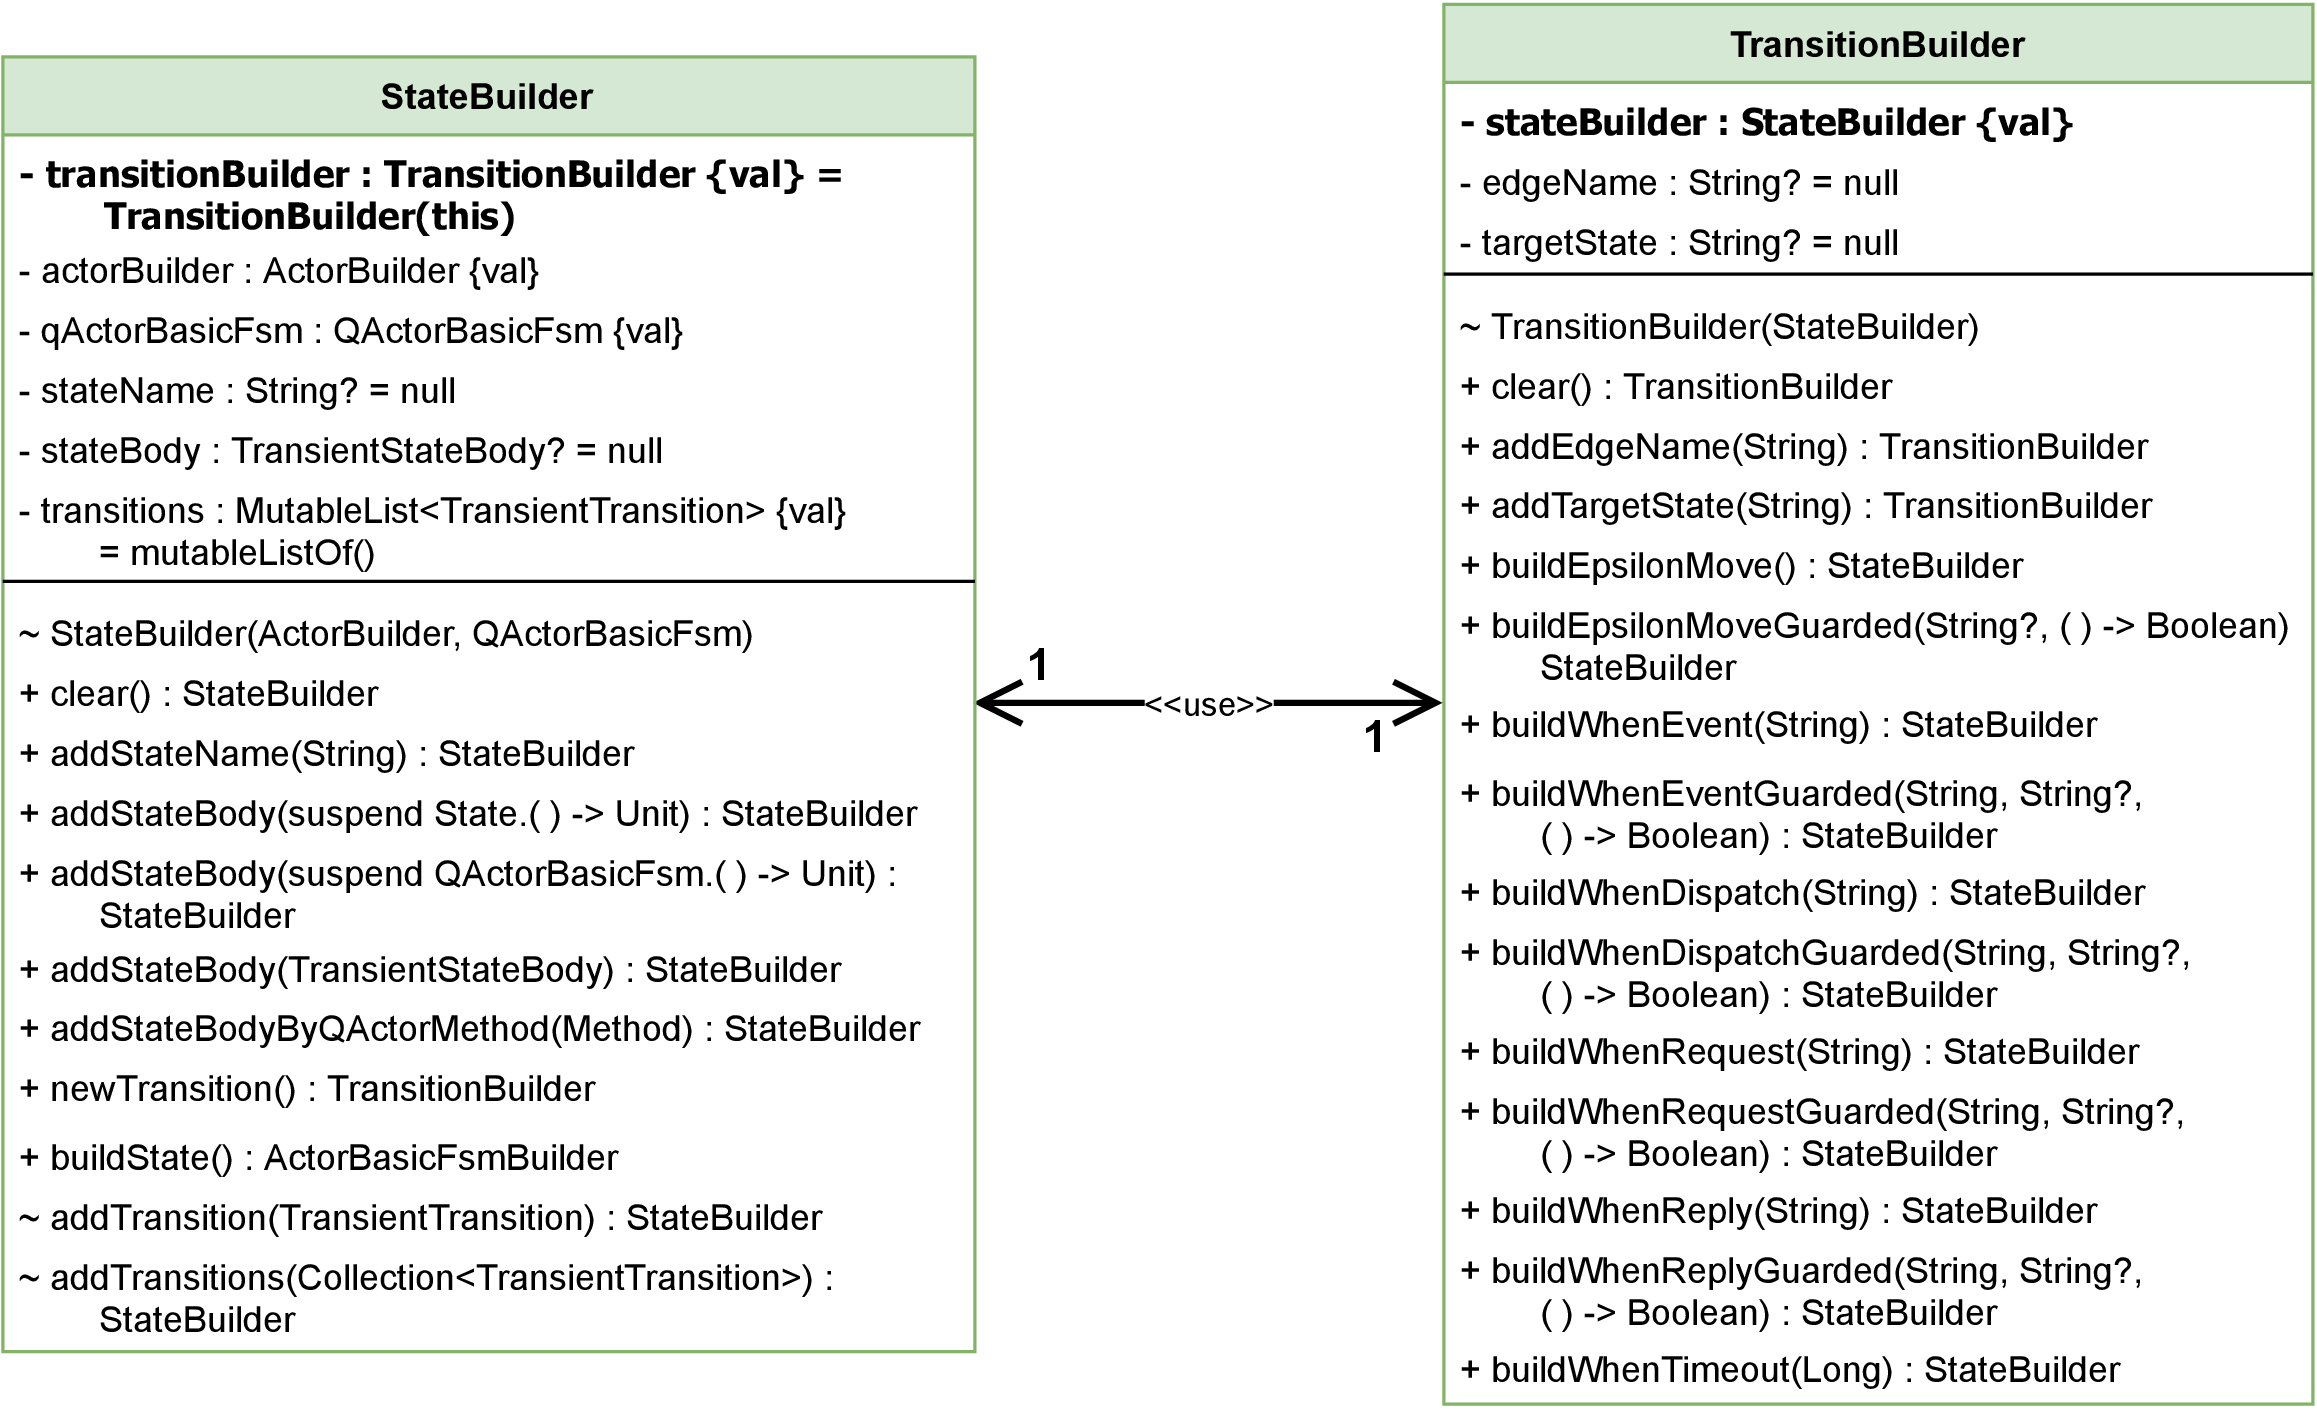 StateBuilder
- transitionBuilder : TransitionBuilder {val} =
TransitionBuilder(this)
- actorBuilder : ActorBuilder {val}
- qActorBasicFsm : QActorBasicFsm {val}
- stateName : String? = null
- stateBody : TransientStateBody? = null
- transitions : MutableList<TransientTransition> {val}
= mutableListOf()
~ StateBuilder(ActorBuilder, QActorBasicFsm)
+ clear() : StateBuilder
+ addStateName(String) : StateBuilder
+ addStateBody(suspend State.( ) -> Unit) : StateBuilder
+ addStateBody(suspend QActorBasicFsm.( ) -> Unit) :
StateBuilder
+ addStateBody(TransientStateBody) : StateBuilder
+ addStateBodyByQActorMethod(Method) : StateBuilder
+ newTransition() : TransitionBuilder
+ buildState() : ActorBasicFsmBuilder
~ addTransition(TransientTransition) : StateBuilder
~ addTransitions(Collection<TransientTransition>) :
StateBuilder
1
<<use>>
1
TransitionBuilder
- stateBuilder : StateBuilder {val}
- edgeName : String? = null
- targetState : String? = null
~ TransitionBuilder(StateBuilder)
+ clear() : TransitionBuilder
+ addEdgeName(String) : TransitionBuilder
+ addTargetState(String) : TransitionBuilder
+ buildEpsilonMove() : StateBuilder
+ buildEpsilonMoveGuarded(String?, ( ) -> Boolean)
StateBuilder
+ buildWhenEvent(String) : StateBuilder
+ buildWhenEventGuarded(String, String?,
( ) -> Boolean) : StateBuilder
+ buildWhenDispatch(String) : StateBuilder
+ buildWhenDispatchGuarded(String, String?,
( ) -> Boolean) : StateBuilder
+ buildWhenRequest(String) : StateBuilder
+ buildWhenRequestGuarded(String, String?,
( ) -> Boolean) : StateBuilder
+ buildWhenReply(String) : StateBuilder
+ buildWhenReplyGuarded(String, String?,
( ) -> Boolean) : StateBuilder
+ buildWhenTimeout(Long) : StateBuilder